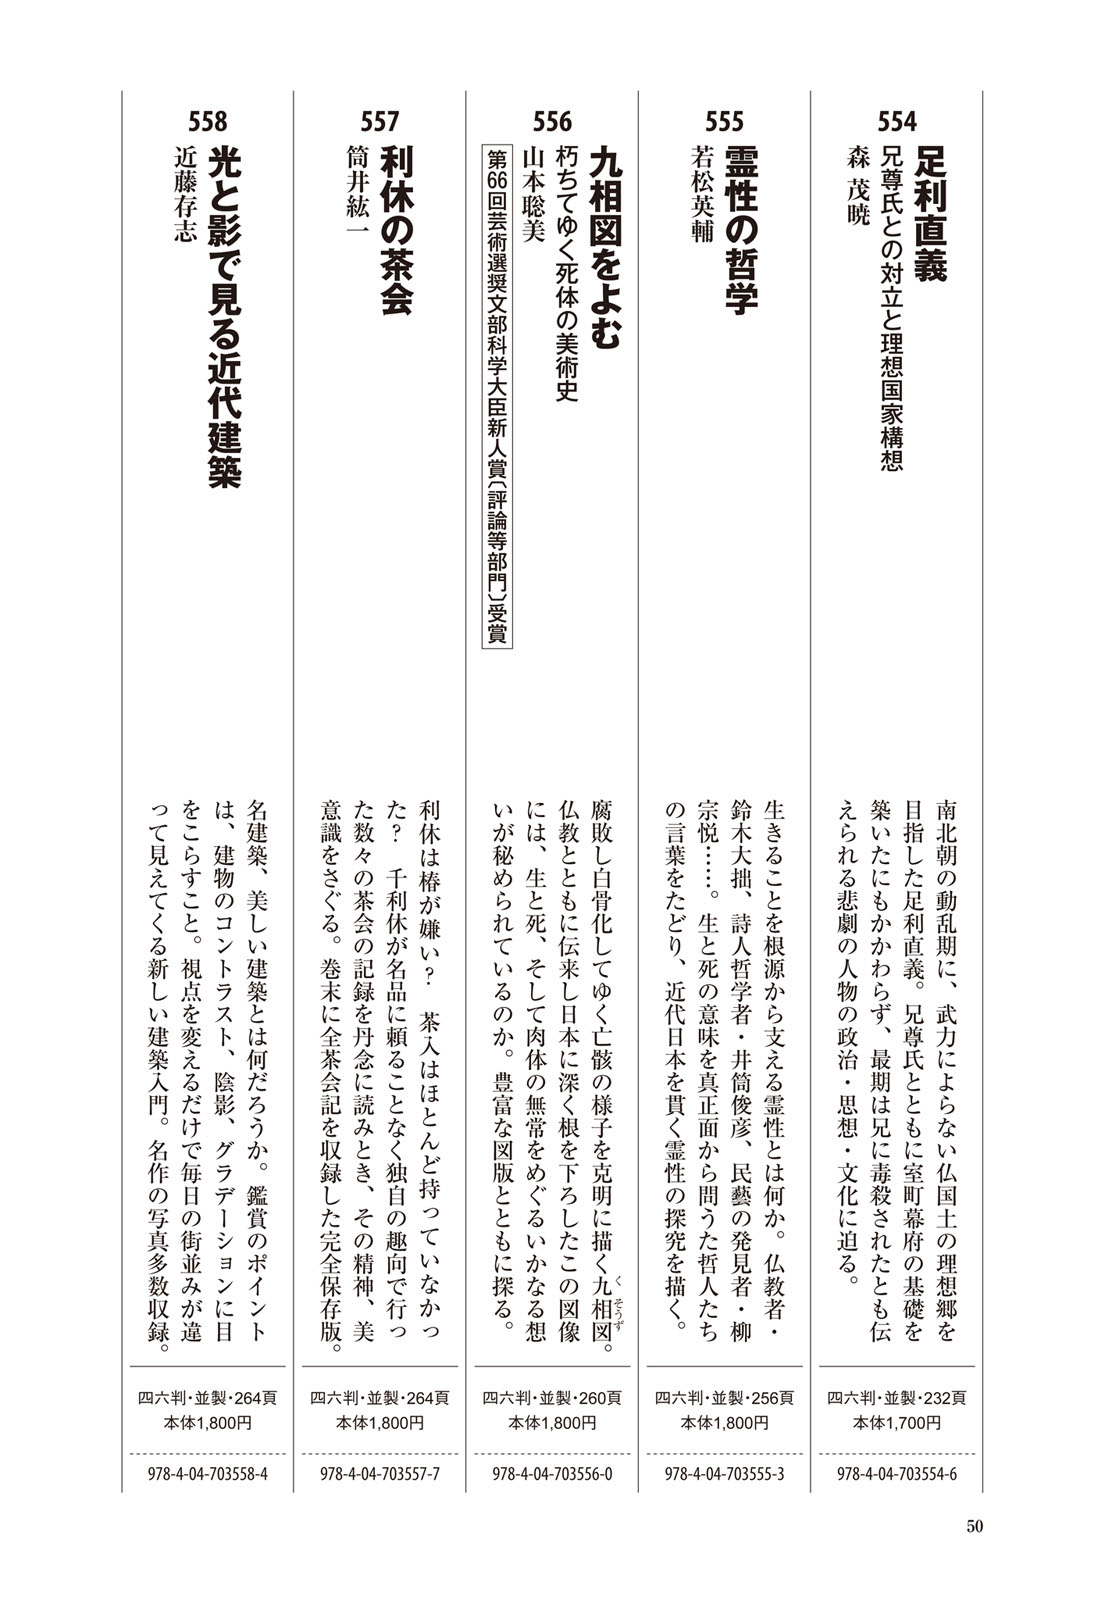 554
足利直義
兄尊氏との対立と理想国家構想
森 茂暁
南北朝の動乱期に、武力によらない仏国土の理想郷を
目指した足利直義。兄尊氏とともに室町幕府の基礎を
築いたにもかかわらず、最期は兄に毒殺されたとも伝
えられる悲劇の人物の政治・思想・文化に迫る。
四六判・並製・232頁
本体1,700円
978-4-04-703554-6
555
霊性の哲学
若松英輔
生きることを根源から支える霊性とは何か。仏教者・
鈴木大拙、詩人哲学者・井筒俊彦、民藝の発見者・柳
宗悦……。生と死の意味を真正面から問うた哲人たち
の言葉をたどり、近代日本を貫く霊性の探究を描く。
四六判・並製・256頁
本体1,800円
978-4-04-703555-3
556
九相図をよむ
朽ちてゆく死体の美術史
山本聡美
第66回芸術選奨文部科学大臣新人賞〔評論等部門〕受賞
腐敗し白骨化してゆく亡骸の様子を克明に描く九相図。
くそうず
仏教とともに伝来し日本に深く根を下ろしたこの図像
には、生と死、そして肉体の無常をめぐるいかなる想
いが秘められているのか。豊富な図版とともに探る。
四六判・並製・260頁
本体1,800円
978-4-04-703556-0
557
利休の茶会
筒井紘一
利休は椿が嫌い？ 茶入はほとんど持っていなかっ
た？ 千利休が名品に頼ることなく独自の趣向で行っ
た数々の茶会の記録を丹念に読みとき、その精神、美
意識をさぐる。巻末に全茶会記を収録した完全保存版。
四六判・並製・264頁
本体1,800円
978-4-04-703557-7
558
光と影で見る近代建築
近藤存志
名建築、美しい建築とは何だろうか。鑑賞のポイント
は、建物のコントラスト、陰影、グラデーションに目
をこらすこと。視点を変えるだけで毎日の街並みが違
って見えてくる新しい建築入門。名作の写真多数収録。
四六判・並製・264頁
本体1,800円
978-4-04-703558-4
50